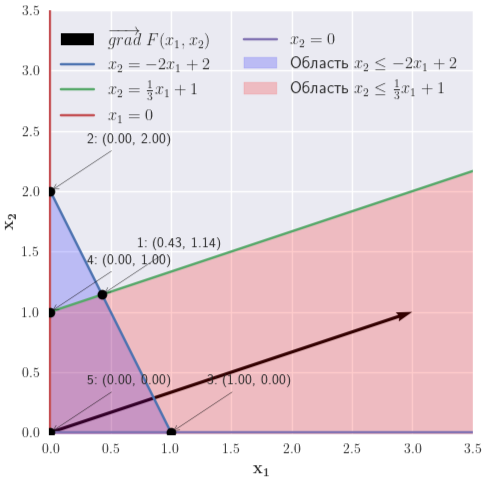 3.5
3.0
2.5
2.0
1.5
1.0
0.5
0.0
x₂
grad F(x₁, x₂)
x₂ = −2x₁ + 2
x₂ = 1/3 x₁ + 1
x₁ = 0
x₂ = 0
Область x₂ ≤ −2x₁ + 2
Область x₂ ≤ 1/3 x₁ + 1
2: (0.00, 2.00)
1: (0.43, 1.14)
4: (0.00, 1.00)
5: (0.00, 0.00)
3: (1.00, 0.00)
0.0 0.5 1.0 1.5 2.0 2.5 3.0 3.5
x₁